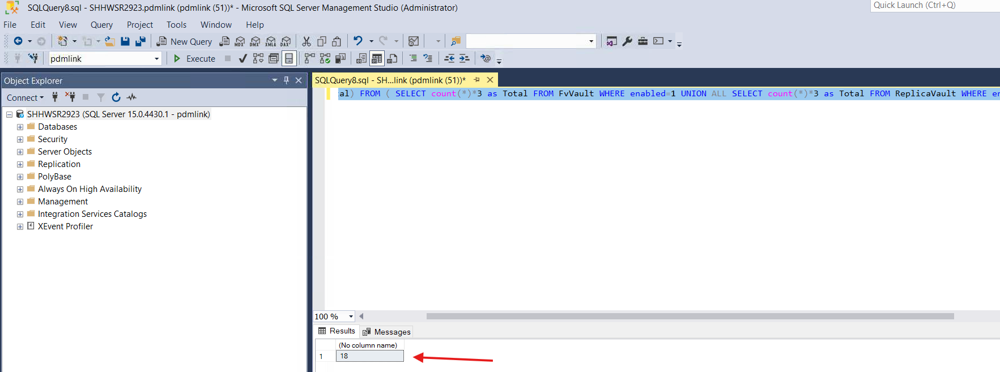 SQLQuery8.sql - SHHWSR2923.pdmlink (pdmlink (51))* - Microsoft SQL Server Management Studio (Administrator)
Quick Launch (Ctrl+Q)
File Edit View Query Project Tools Window Help
New Query MDX DMX XMLA DAX
pdmlink Execute
Object Explorer
SQLQuery8.sql - SH...link (pdmlink (51))*
Connect
al) FROM ( SELECT count(*)*3 as Total FROM FvVault WHERE enabled=1 UNION ALL SELECT count(*)*3 as Total FROM ReplicaVault WHERE en
SHHWSR2923 (SQL Server 15.0.4430.1 - pdmlink)
Databases
Security
Server Objects
Replication
PolyBase
Always On High Availability
Management
Integration Services Catalogs
XEvent Profiler
100 %
Results Messages
(No column name)
1 18